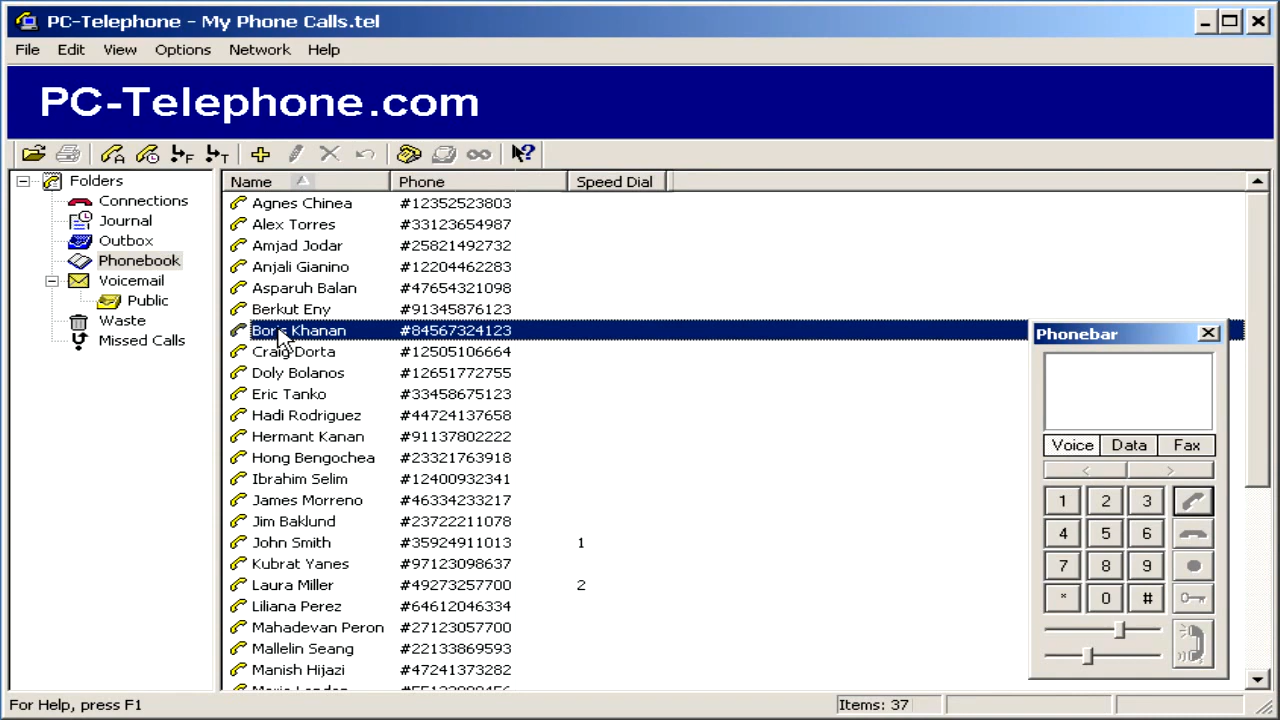 PC-Telephone - My Phone Calls.tel
File Edit View Options Network Help
PC-Telephone.com
Folders
Connections
Journal
Outbox
Phonebook
Voicemail
Public
Waste
Missed Calls
Name Phone Speed Dial
Agnes Chinea #12352523803
Alex Torres #33123654987
Amjad Jodar #25821492732
Anjali Gianino #12204462283
Asparuh Balan #47654321098
Berkut Eny #91345876123
Boris Khanan #84567324123
Craig Dorta #12505106664
Doly Bolanos #12651772755
Eric Tanko #33458675123
Hadi Rodriguez #44724137658
Hermant Kanan #91137802222
Hong Bengochea #23321763918
Ibrahim Selim #12400932341
James Morreno #46334233217
Jim Baklund #23722211078
John Smith #35924911013 1
Kubrat Yanes #97123098637
Laura Miller #49273257700 2
Liliana Perez #64612046334
Mahadevan Peron #27123057700
Mallelin Seang #22133869593
Manish Hijazi #47241373282
Phonebar
Voice Data Fax
< >
1 2 3
4 5 6
7 8 9
* 0 #
For Help, press F1
Items: 37